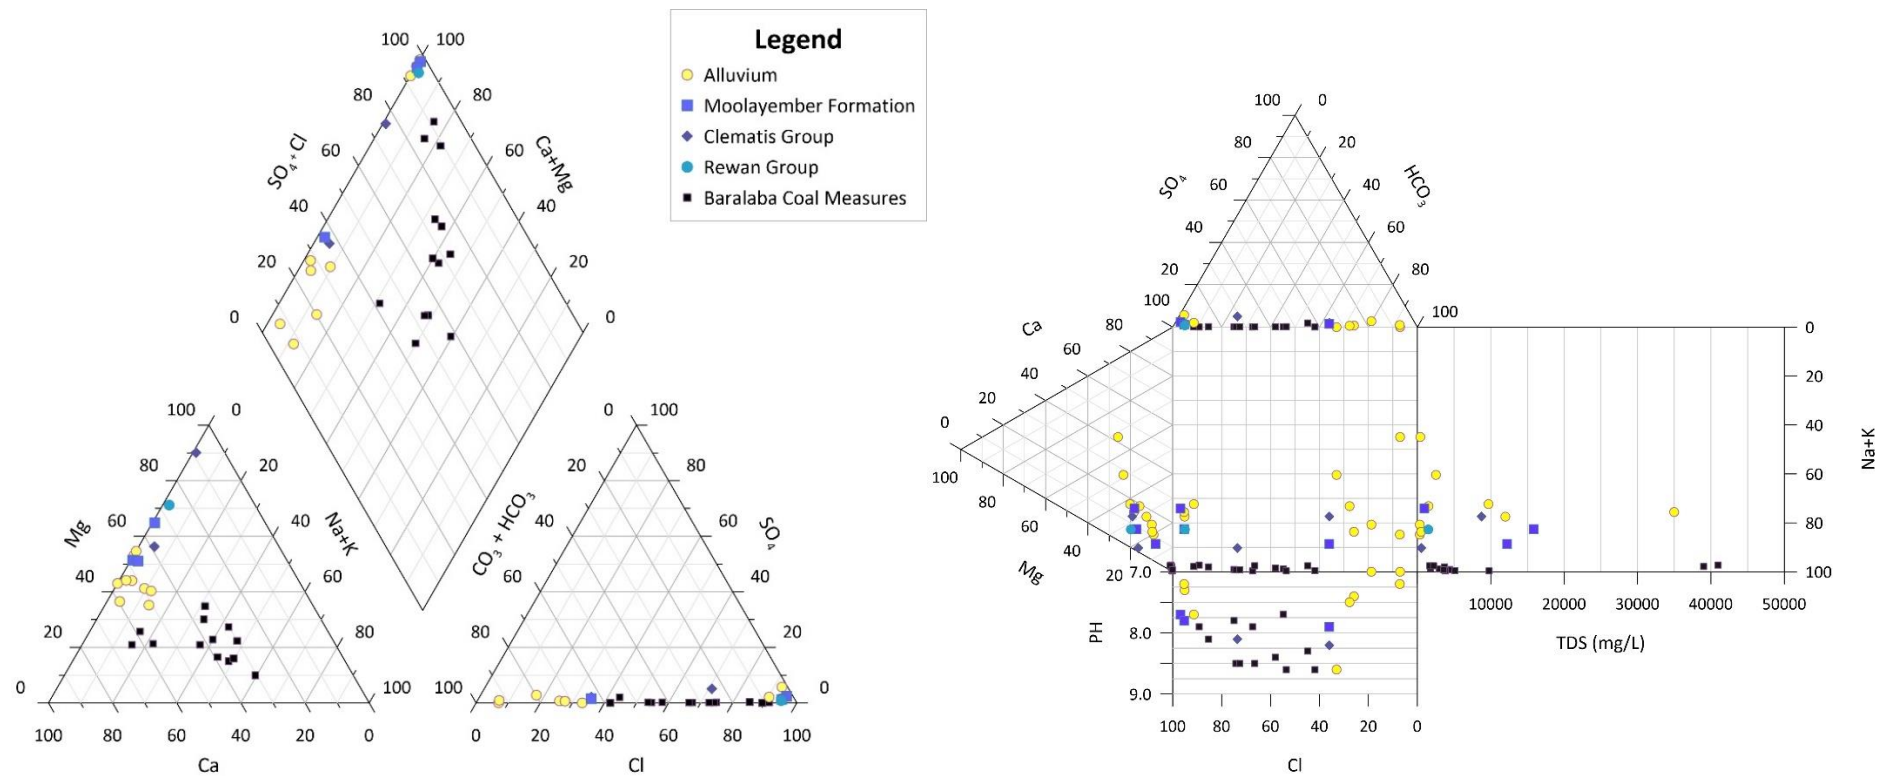 Legend
Alluvium
Moolayember Formation
Clematis Group
Rewan Group
Baralaba Coal Measures
100 100
80 80
60 60
40 40
20 20
0 0
SO4+Cl
Ca+Mg
100 0
80 20
60 40
40 60
20 80
0 100
Mg
Na+K
100 80 60 40 20 0
Ca
0 100
20 80
40 60
60 40
80 20
100 0
CO3 + HCO3
SO4
0 20 40 60 80 100
Cl
100 0
80 20
60 40
40 60
20 80
100 100
SO4
HCO3
Ca
80
60
40
20
0
100
80
60
40
20
Mg
0
20
40
60
80
100
Na+K
10000 20000 30000 40000 50000
TDS (mg/L)
7.0
8.0
9.0
PH
100 80 60 40 20 0
Cl